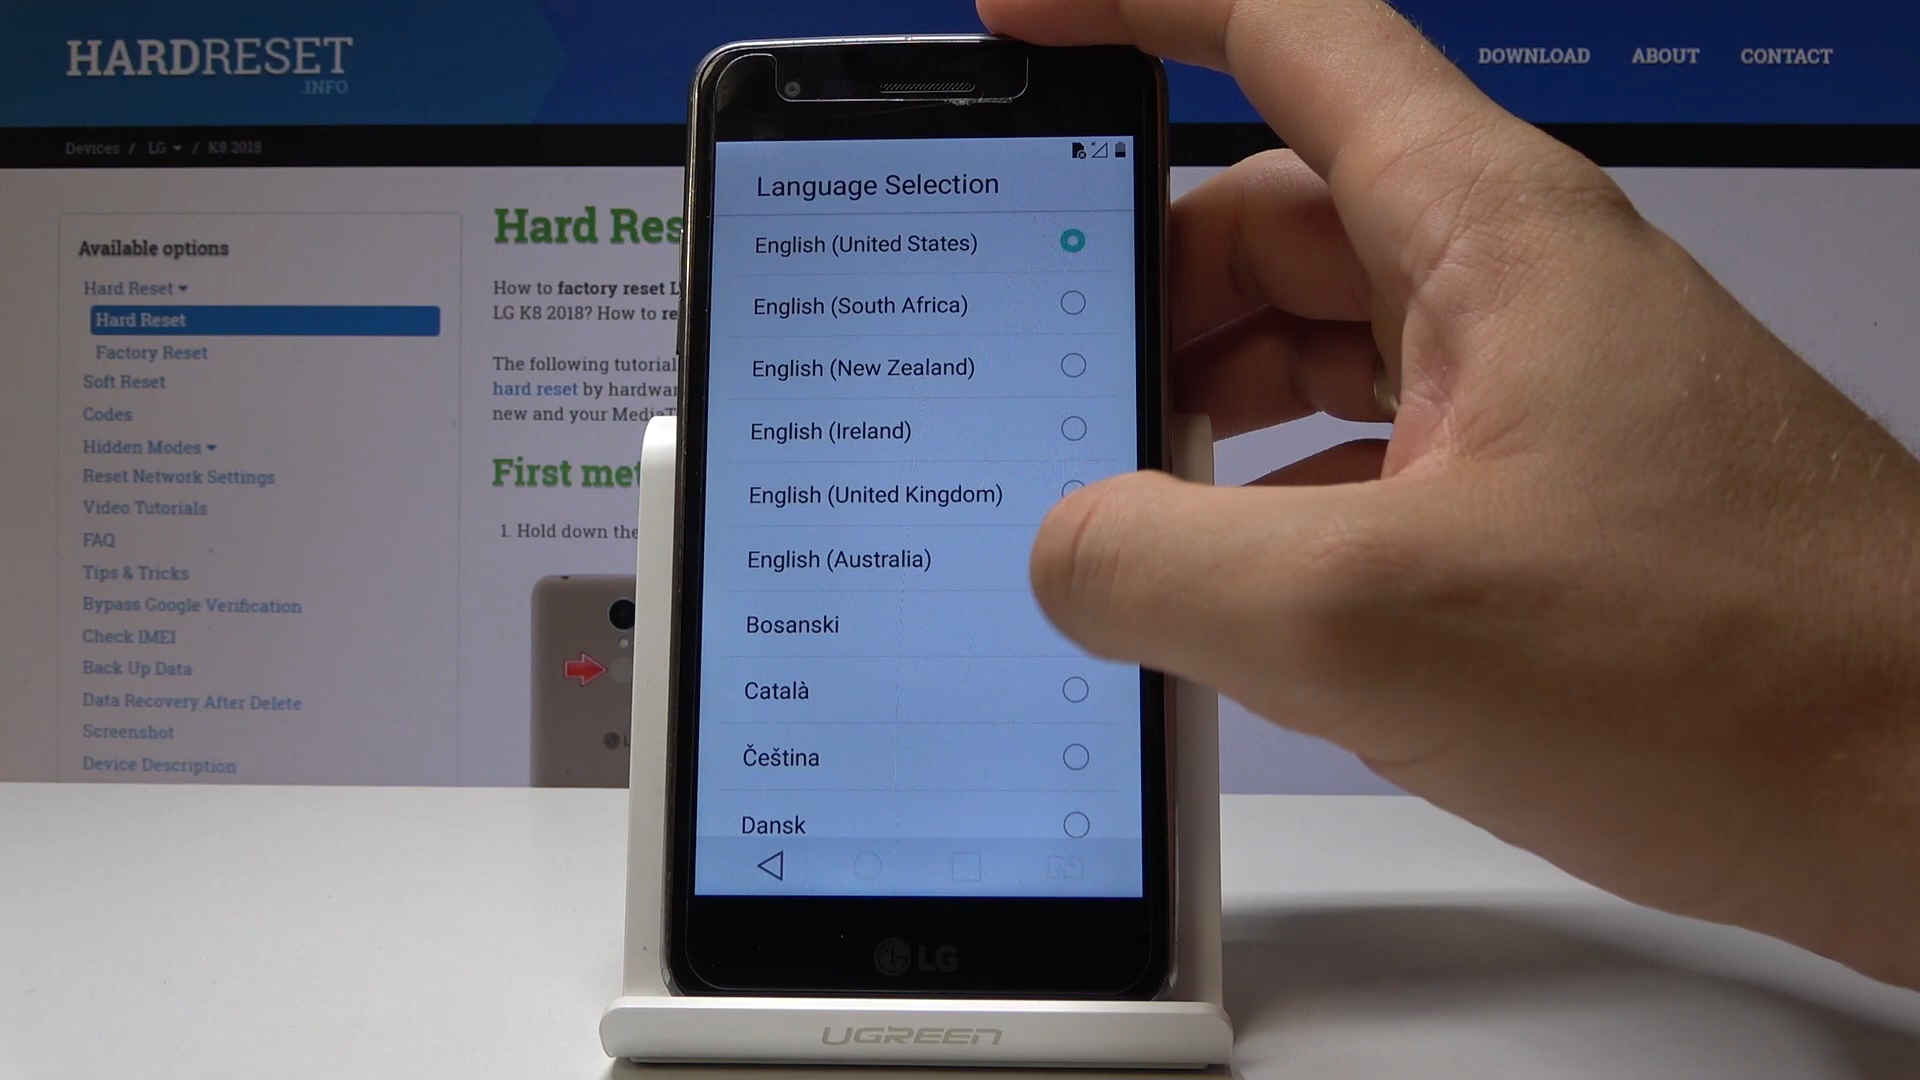 HARDRESET
.INFO
DOWNLOAD ABOUT CONTACT
Devices / LG / K8 2018
Available options
Hard Reset
Hard Reset
Factory Reset
Soft Reset
Codes
Hidden Modes
Reset Network Settings
Video Tutorials
FAQ
Tips & Tricks
Bypass Google Verification
Check IMEI
Back Up Data
Data Recovery After Delete
Screenshot
Device Description
Hard Res
How to factory reset L
LG K8 2018? How to re
The following tutorial
hard reset by hardwa
new and your MediaT
First met
1. Hold down the
Language Selection
English (United States)
English (South Africa)
English (New Zealand)
English (Ireland)
English (United Kingdom)
English (Australia)
Bosanski
Català
Čeština
Dansk
LG
UGREEN